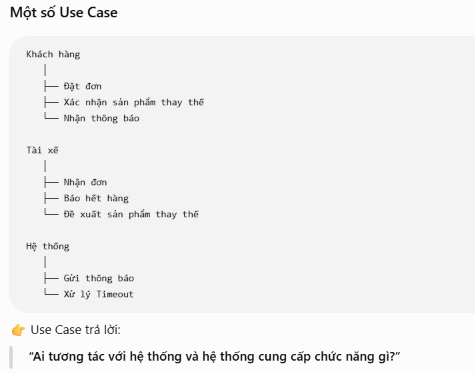 Một số Use Case
Khách hàng
│
├── Đặt đơn
├── Xác nhận sản phẩm thay thế
└── Nhận thông báo
Tài xế
│
├── Nhận đơn
├── Báo hết hàng
└── Đề xuất sản phẩm thay thế
Hệ thống
│
├── Gửi thông báo
└── Xử lý Timeout
👉 Use Case trả lời:
“Ai tương tác với hệ thống và hệ thống cung cấp chức năng gì?”